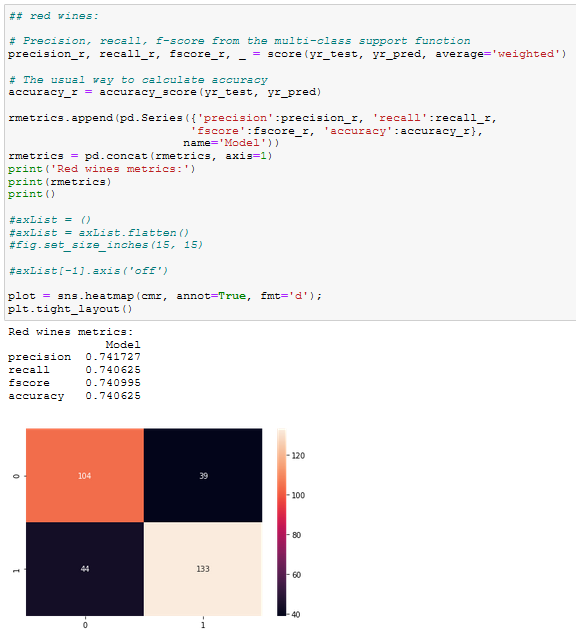 ## red wines:
# Precision, recall, f-score from the multi-class support function
precision_r, recall_r, fscore_r, _ = score(yr_test, yr_pred, average='weighted')
# The usual way to calculate accuracy
accuracy_r = accuracy_score(yr_test, yr_pred)
rmetrics.append(pd.Series({'precision':precision_r, 'recall':recall_r,
'fscore':fscore_r, 'accuracy':accuracy_r},
name='Model'))
rmetrics = pd.concat(rmetrics, axis=1)
print('Red wines metrics:')
print(rmetrics)
print()
#axList = ()
#axList = axList.flatten()
#fig.set_size_inches(15, 15)
#axList[-1].axis('off')
plot = sns.heatmap(cmr, annot=True, fmt='d');
plt.tight_layout()
Red wines metrics:
Model
precision 0.741727
recall 0.740625
fscore 0.740995
accuracy 0.740625
0
104
39
1
44
133
0
1
120
100
80
60
40